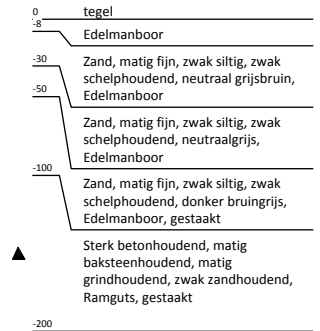 0 tegel
-8
Edelmanboor
-30
Zand, matig fijn, zwak siltig, zwak
schelphoudend, neutraal grijsbruin,
Edelmanboor
-50
Zand, matig fijn, zwak siltig, zwak
schelphoudend, neutraalgrijs,
Edelmanboor
-100
Zand, matig fijn, zwak siltig, zwak
schelphoudend, donker bruingrijs,
Edelmanboor, gestaakt
Sterk betonhoudend, matig
baksteenhoudend, matig
grindhoudend, zwak zandhoudend,
Ramguts, gestaakt
-200